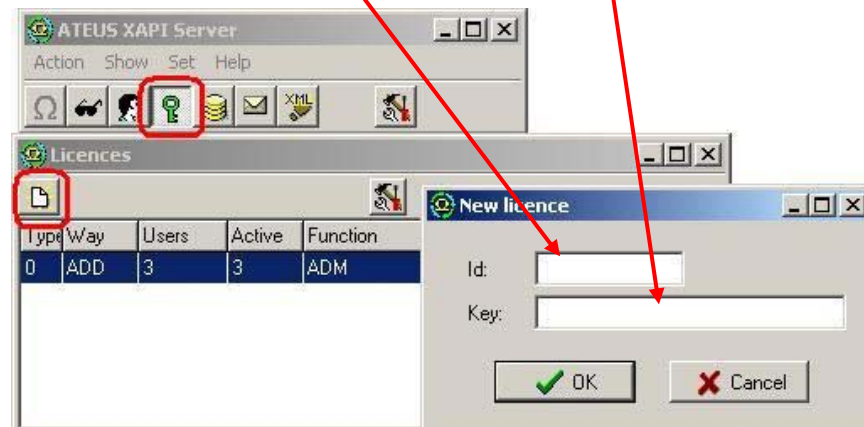 ATEUS XAPI Server
Action Show Set Help
XML
Licences
New licence
Type Way Users Active Function
0 ADD 3 3 ADM
Id:
Key:
OK Cancel